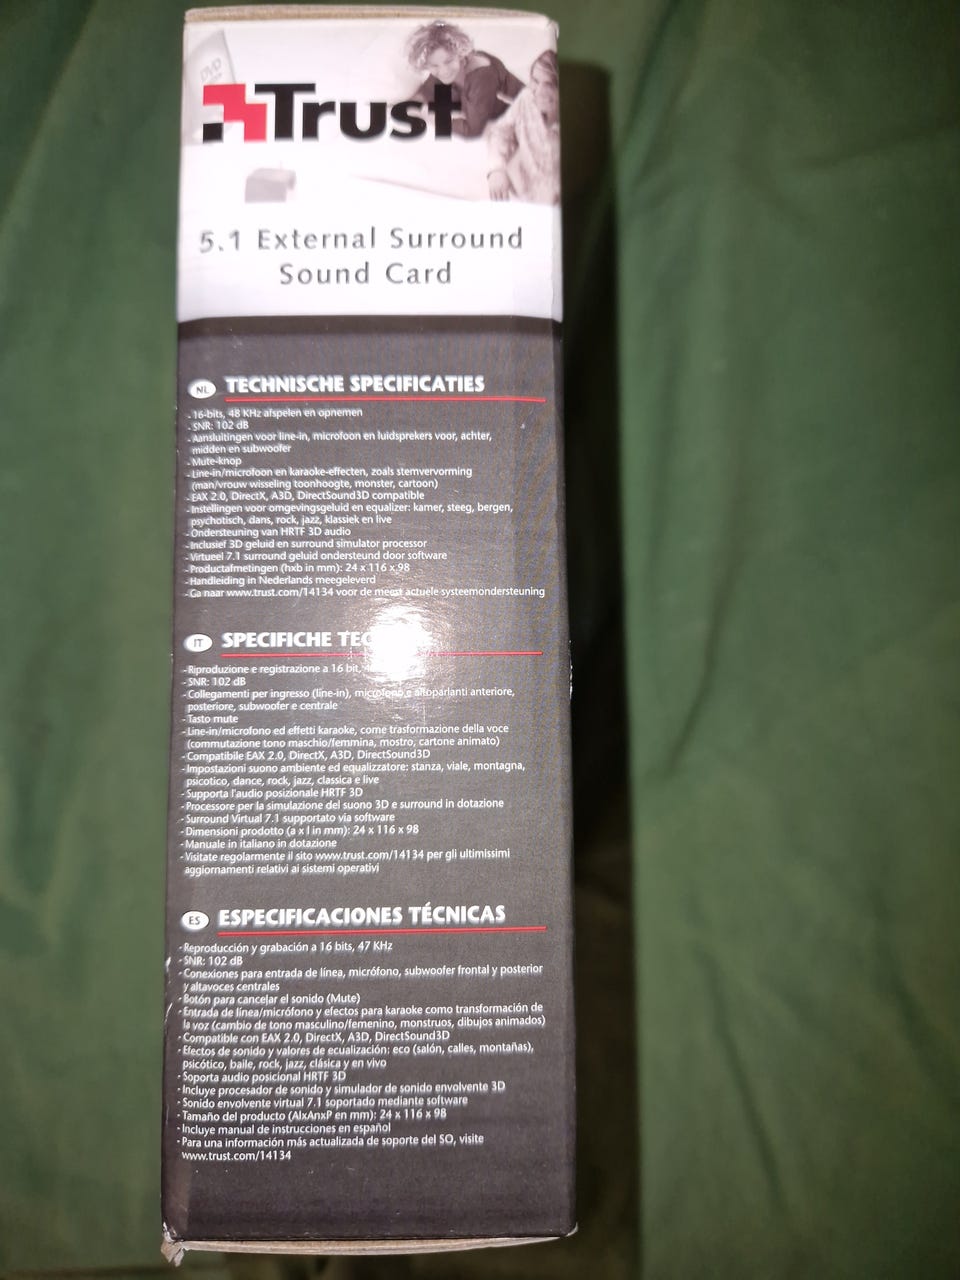 DVD
Trust
5.1 External Surround
Sound Card
NL TECHNISCHE SPECIFICATIES
- 16-bits, 48 KHz afspelen en opnemen
- SNR: 102 dB
- Aansluitingen voor line-in, microfoon en luidsprekers voor, achter,
midden en subwoofer
- Mute-knop
- Line-in/microfoon en karaoke-effecten, zoals stemvervorming
(man/vrouw wisseling toonhoogte, monster, cartoon)
- EAX 2.0, DirectX, A3D, DirectSound3D compatible
- Instellingen voor omgevingsgeluid en equalizer: kamer, steeg, bergen,
psychotisch, dans, rock, jazz, klassiek en live
- Ondersteuning van HRTF 3D audio
- Inclusief 3D geluid en surround simulator processor
- Virtueel 7.1 surround geluid ondersteund door software
- Productafmetingen (hxb in mm): 24 x 116 x 98
- Handleiding in Nederlands meegeleverd
- Ga naar www.trust.com/14134 voor de meest actuele systeemondersteuning
IT SPECIFICHE
- Riproduzione e registrazione a 16 bit,
- SNR: 102 dB
- Collegamenti per ingresso (line-in), microfono e altoparlanti anteriore,
posteriore, subwoofer e centrale
- Tasto mute
- Line-in/microfono ed effetti karaoke, come trasformazione della voce
(commutazione tono maschio/femmina, mostro, cartone animato)
- Compatibile EAX 2.0, DirectX, A3D, DirectSound3D
- Impostazioni suono ambiente ed equalizzatore: stanza, viale, montagna,
psicotico, dance, rock, jazz, classica e live
- Supporta l'audio posizionale HRTF 3D
- Processore per la simulazione del suono 3D e surround in dotazione
- Surround Virtual 7.1 supportato via software
- Dimensioni prodotto (a x l in mm): 24 x 116 x 98
- Manuale in italiano in dotazione
- Visitate regolarmente il sito www.trust.com/14134 per gli ultimissimi
aggiornamenti relativi ai sistemi operativi
ES ESPECIFICACIONES TÉCNICAS
· Reproducción y grabación a 16 bits, 47 KHz
· SNR: 102 dB
· Conexiones para entrada de línea, micrófono, subwoofer frontal y posterior
y altavoces centrales
· Botón para cancelar el sonido (Mute)
· Entrada de línea/micrófono y efectos para karaoke como transformación de
la voz (cambio de tono masculino/femenino, monstruos, dibujos animados)
· Compatible con EAX 2.0, DirectX, A3D, DirectSound3D
· Efectos de sonido y valores de ecualización: eco (salón, calles, montañas),
psicótico, baile, rock, jazz, clásica y en vivo
· Soporta audio posicional HRTF 3D
· Incluye procesador de sonido y simulador de sonido envolvente 3D
· Sonido envolvente virtual 7.1 soportado mediante software
· Tamaño del producto (AlxAnxP en mm): 24 x 116 x 98
· Incluye manual de instrucciones en español
· Para una información más actualizada de soporte del SO, visite
www.trust.com/14134